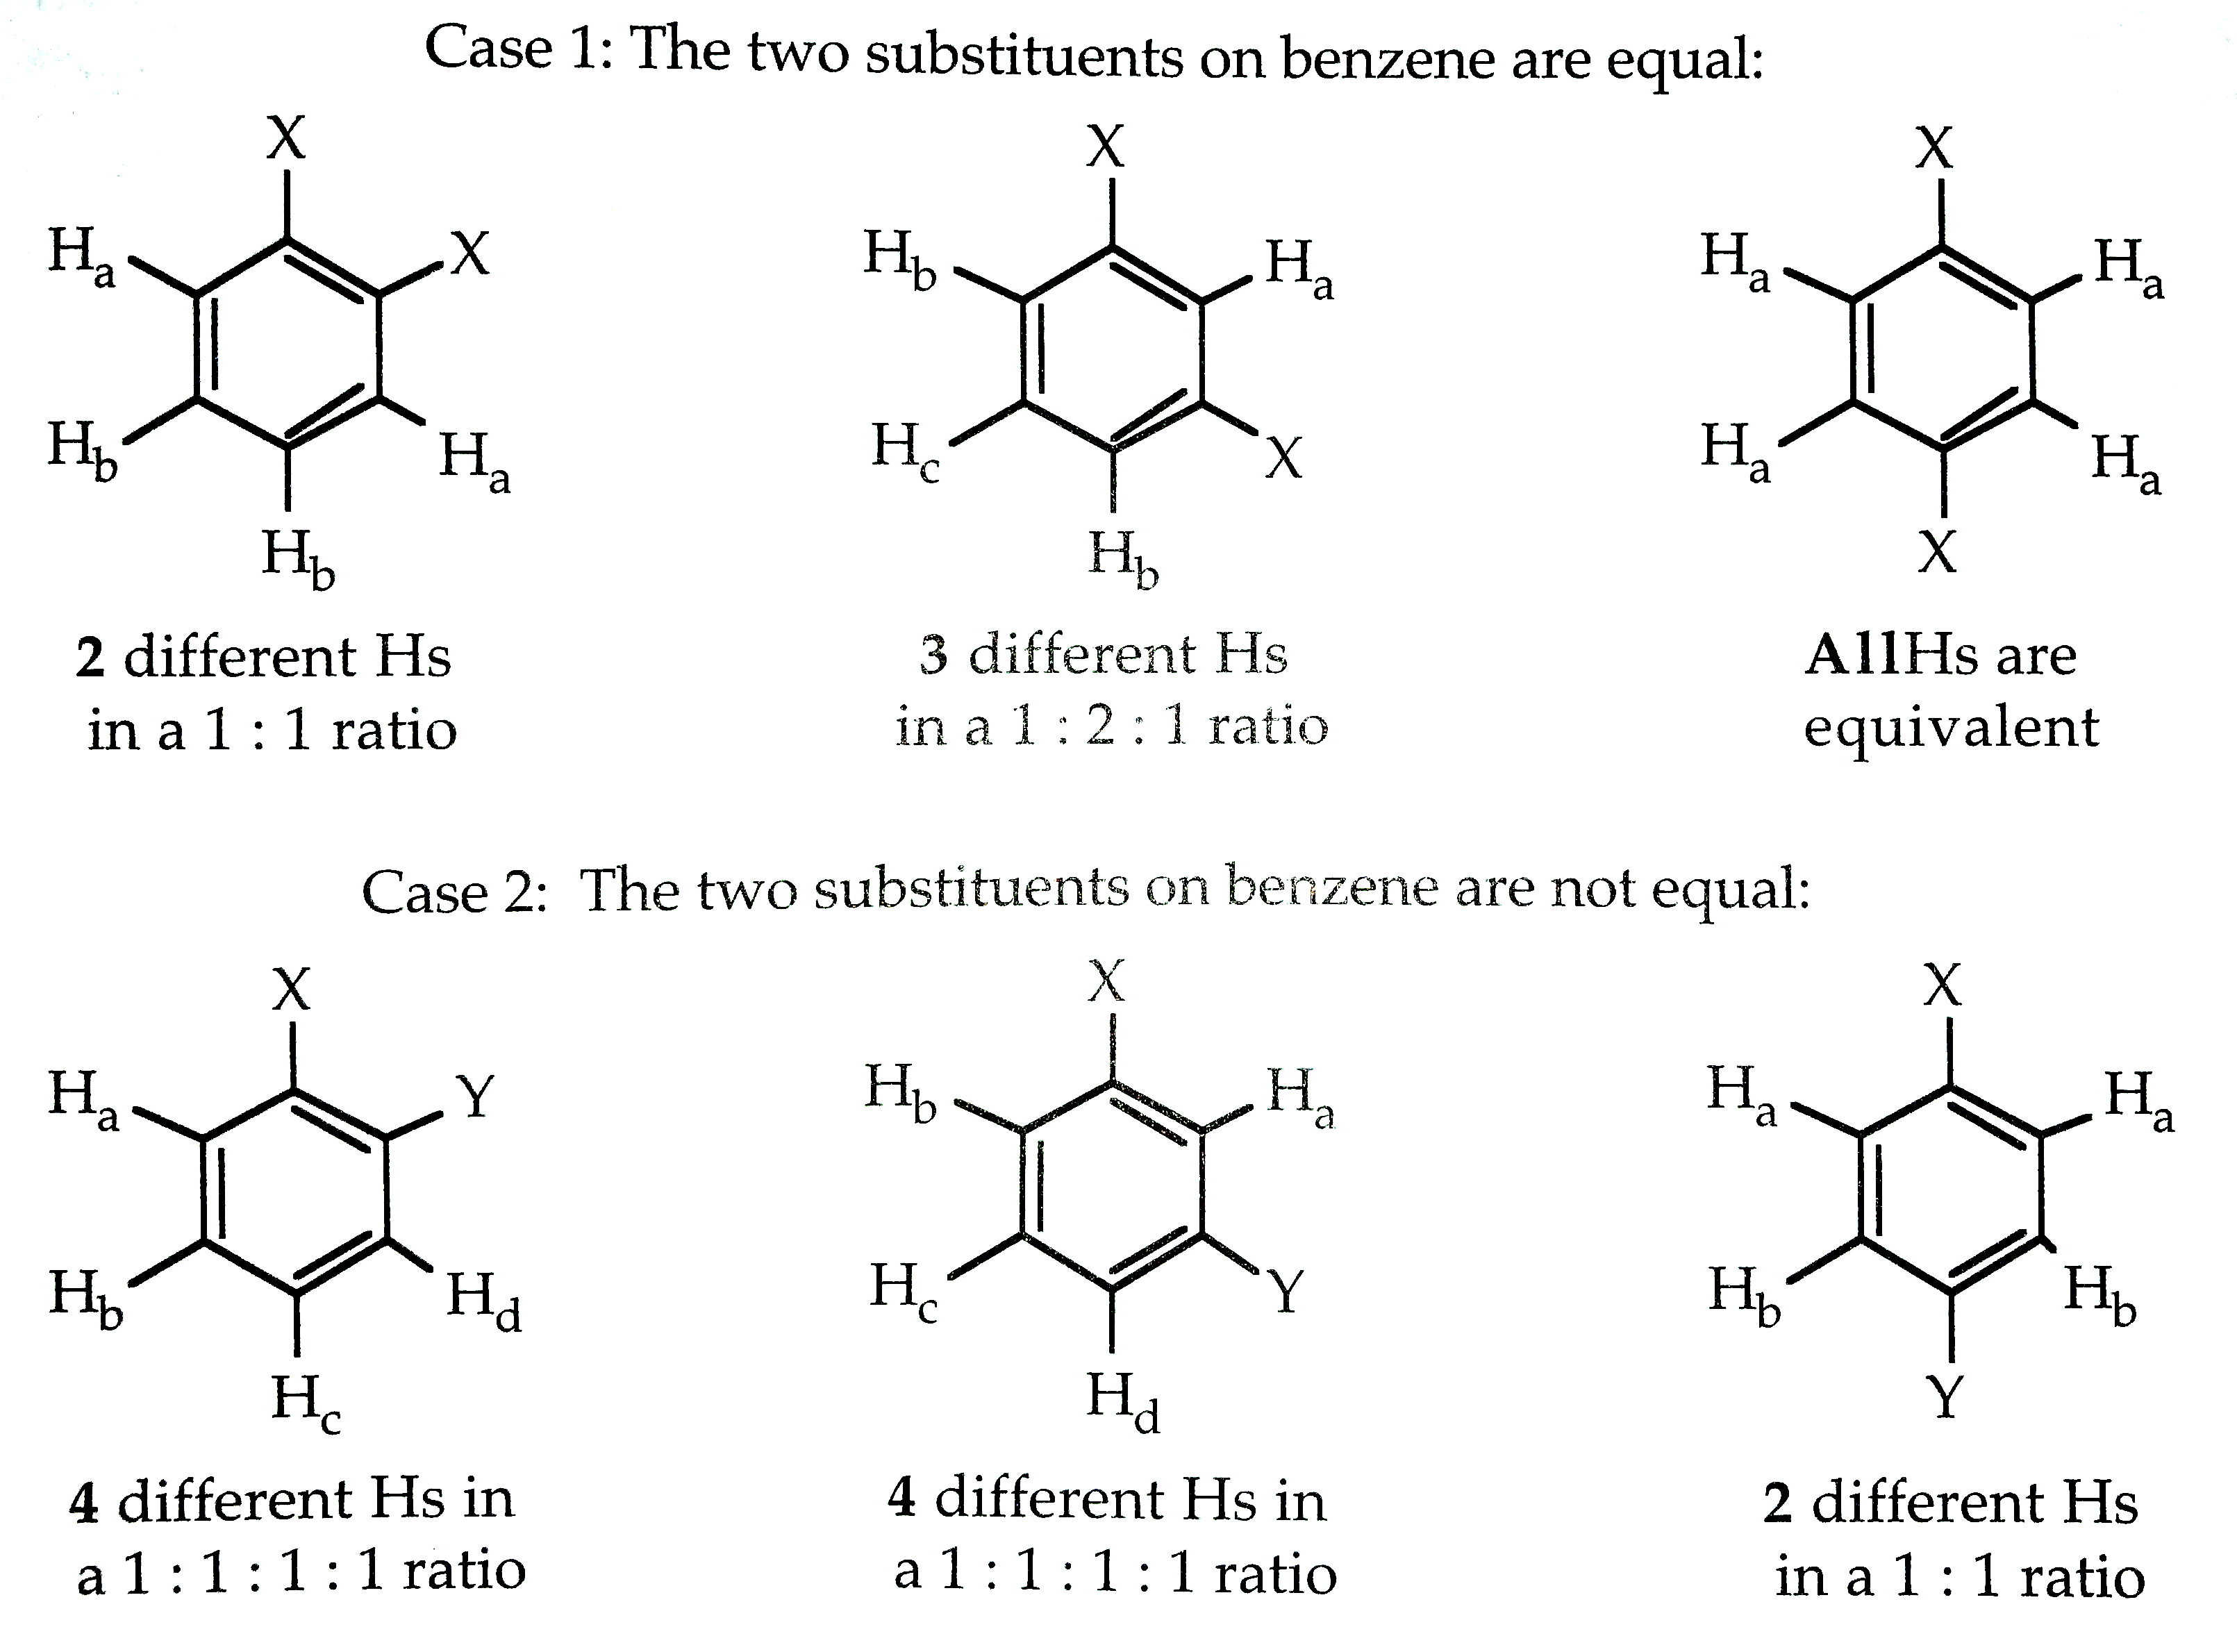 Case 1: The two substituents on benzene are equal:
X
X
Ha
Hb
Hb
Ha
X
Hb
Ha
Hc
X
Hb
X
Ha
Ha
Ha
Ha
X
2 different Hs
in a 1 : 1 ratio
3 different Hs
in a 1 : 2 : 1 ratio
AllHs are
equivalent
Case 2: The two substituents on benzene are not equal:
X
Ha
Y
Hb
Hd
Hc
X
Hb
Ha
Hc
Y
Hd
X
Ha
Ha
Hb
Hb
Y
4 different Hs in
a 1 : 1 : 1 : 1 ratio
4 different Hs in
a 1 : 1 : 1 : 1 ratio
2 different Hs
in a 1 : 1 ratio